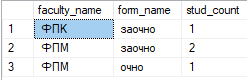 faculty_name form_name stud_count
1 ФПК заочно 1
2 ФПМ заочно 2
3 ФПМ очно 1